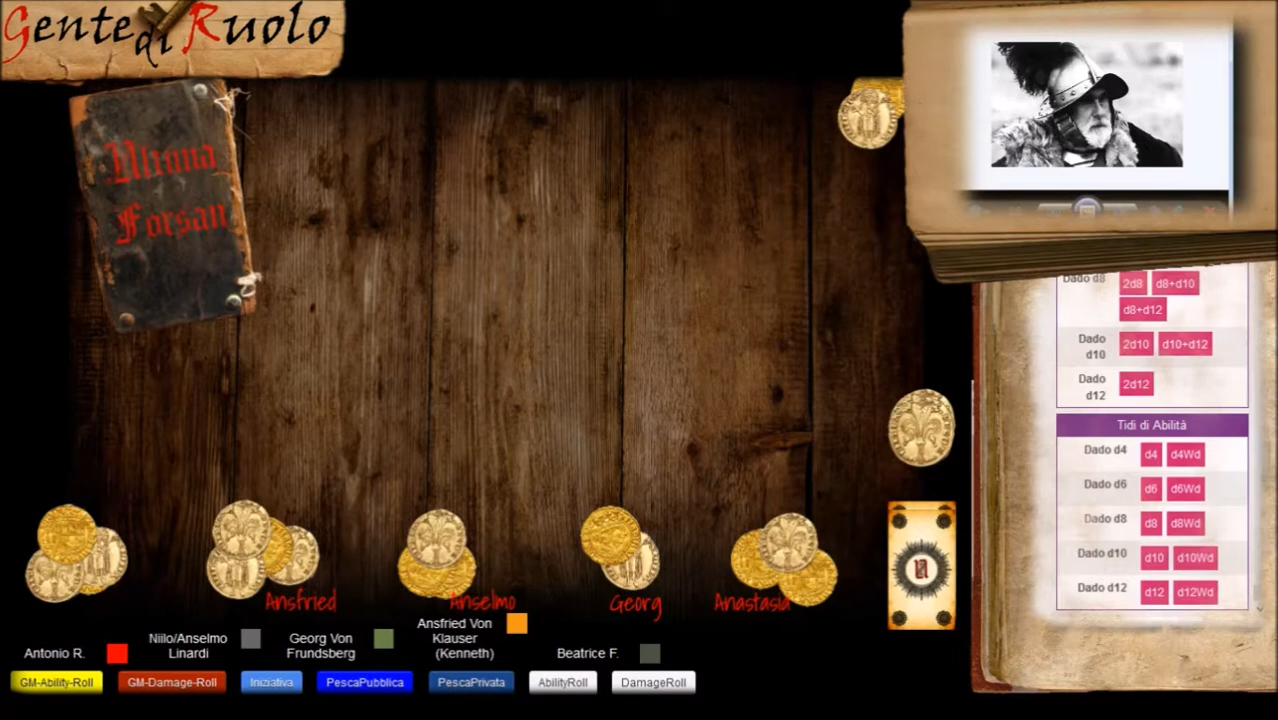 Gente di Ruolo
Ultima
Forsan
Dado d8 2d8 d8+d10
d8+d12
Dado d10 2d10 d10+d12
Dado d12 2d12
Tidi di Abilità
Dado d4 d4 d4Wd
Dado d6 d6 d6Wd
Dado d8 d8 d8Wd
Dado d10 d10 d10Wd
Dado d12 d12 d12Wd
Ansfried
Anselmo
Georg
Anastasia
Antonio R.
Niilo/Anselmo
Linardi
Georg Von
Frundsberg
Ansfried Von
Klauser
(Kenneth)
Beatrice F.
GM-Ability-Roll
GM-Damage-Roll
Iniziativa
PescaPubblica
PescaPrivata
AbilityRoll
DamageRoll